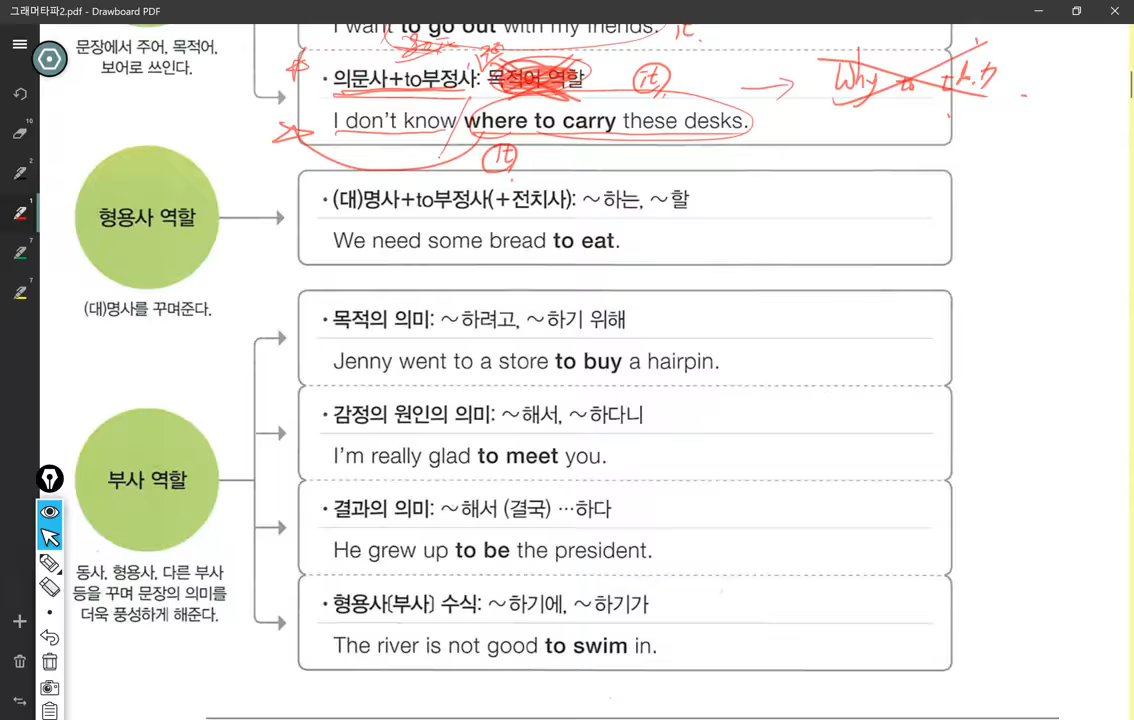 그래머타파2.pdf - Drawboard PDF
I want to go out with my friends.
it.
문장에서 주어, 목적어,
보어로 쓰인다.
의문사+to부정사: 목적어 역할
it
Why to t.h.
I don't know where to carry these desks.
it
형용사 역할
(대)명사를 꾸며준다.
· (대)명사+to부정사(+전치사): ~하는, ~할
We need some bread to eat.
부사 역할
동사, 형용사, 다른 부사
등을 꾸며 문장의 의미를
더욱 풍성하게 해준다.
· 목적의 의미: ~하려고, ~하기 위해
Jenny went to a store to buy a hairpin.
· 감정의 원인의 의미: ~해서, ~하다니
I'm really glad to meet you.
· 결과의 의미: ~해서 (결국) …하다
He grew up to be the president.
· 형용사(부사) 수식: ~하기에, ~하기가
The river is not good to swim in.
10
2
1
7
7